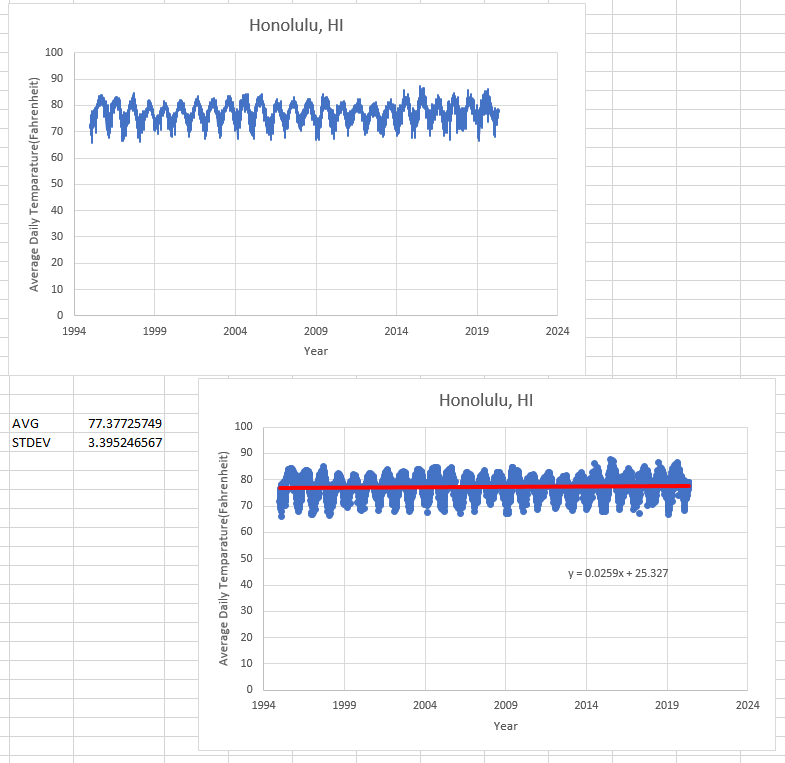 Honolulu, HI
Average Daily Temparature(Fahrenheit)
100
90
80
70
60
50
40
30
20
10
0
1994 1999 2004 2009 2014 2019 2024
Year
AVG 77.37725749
STDEV 3.395246567
Honolulu, HI
Average Daily Temparature(Fahrenheit)
100
90
80
70
60
50
40
30
20
10
0
y = 0.0259x + 25.327
1994 1999 2004 2009 2014 2019 2024
Year